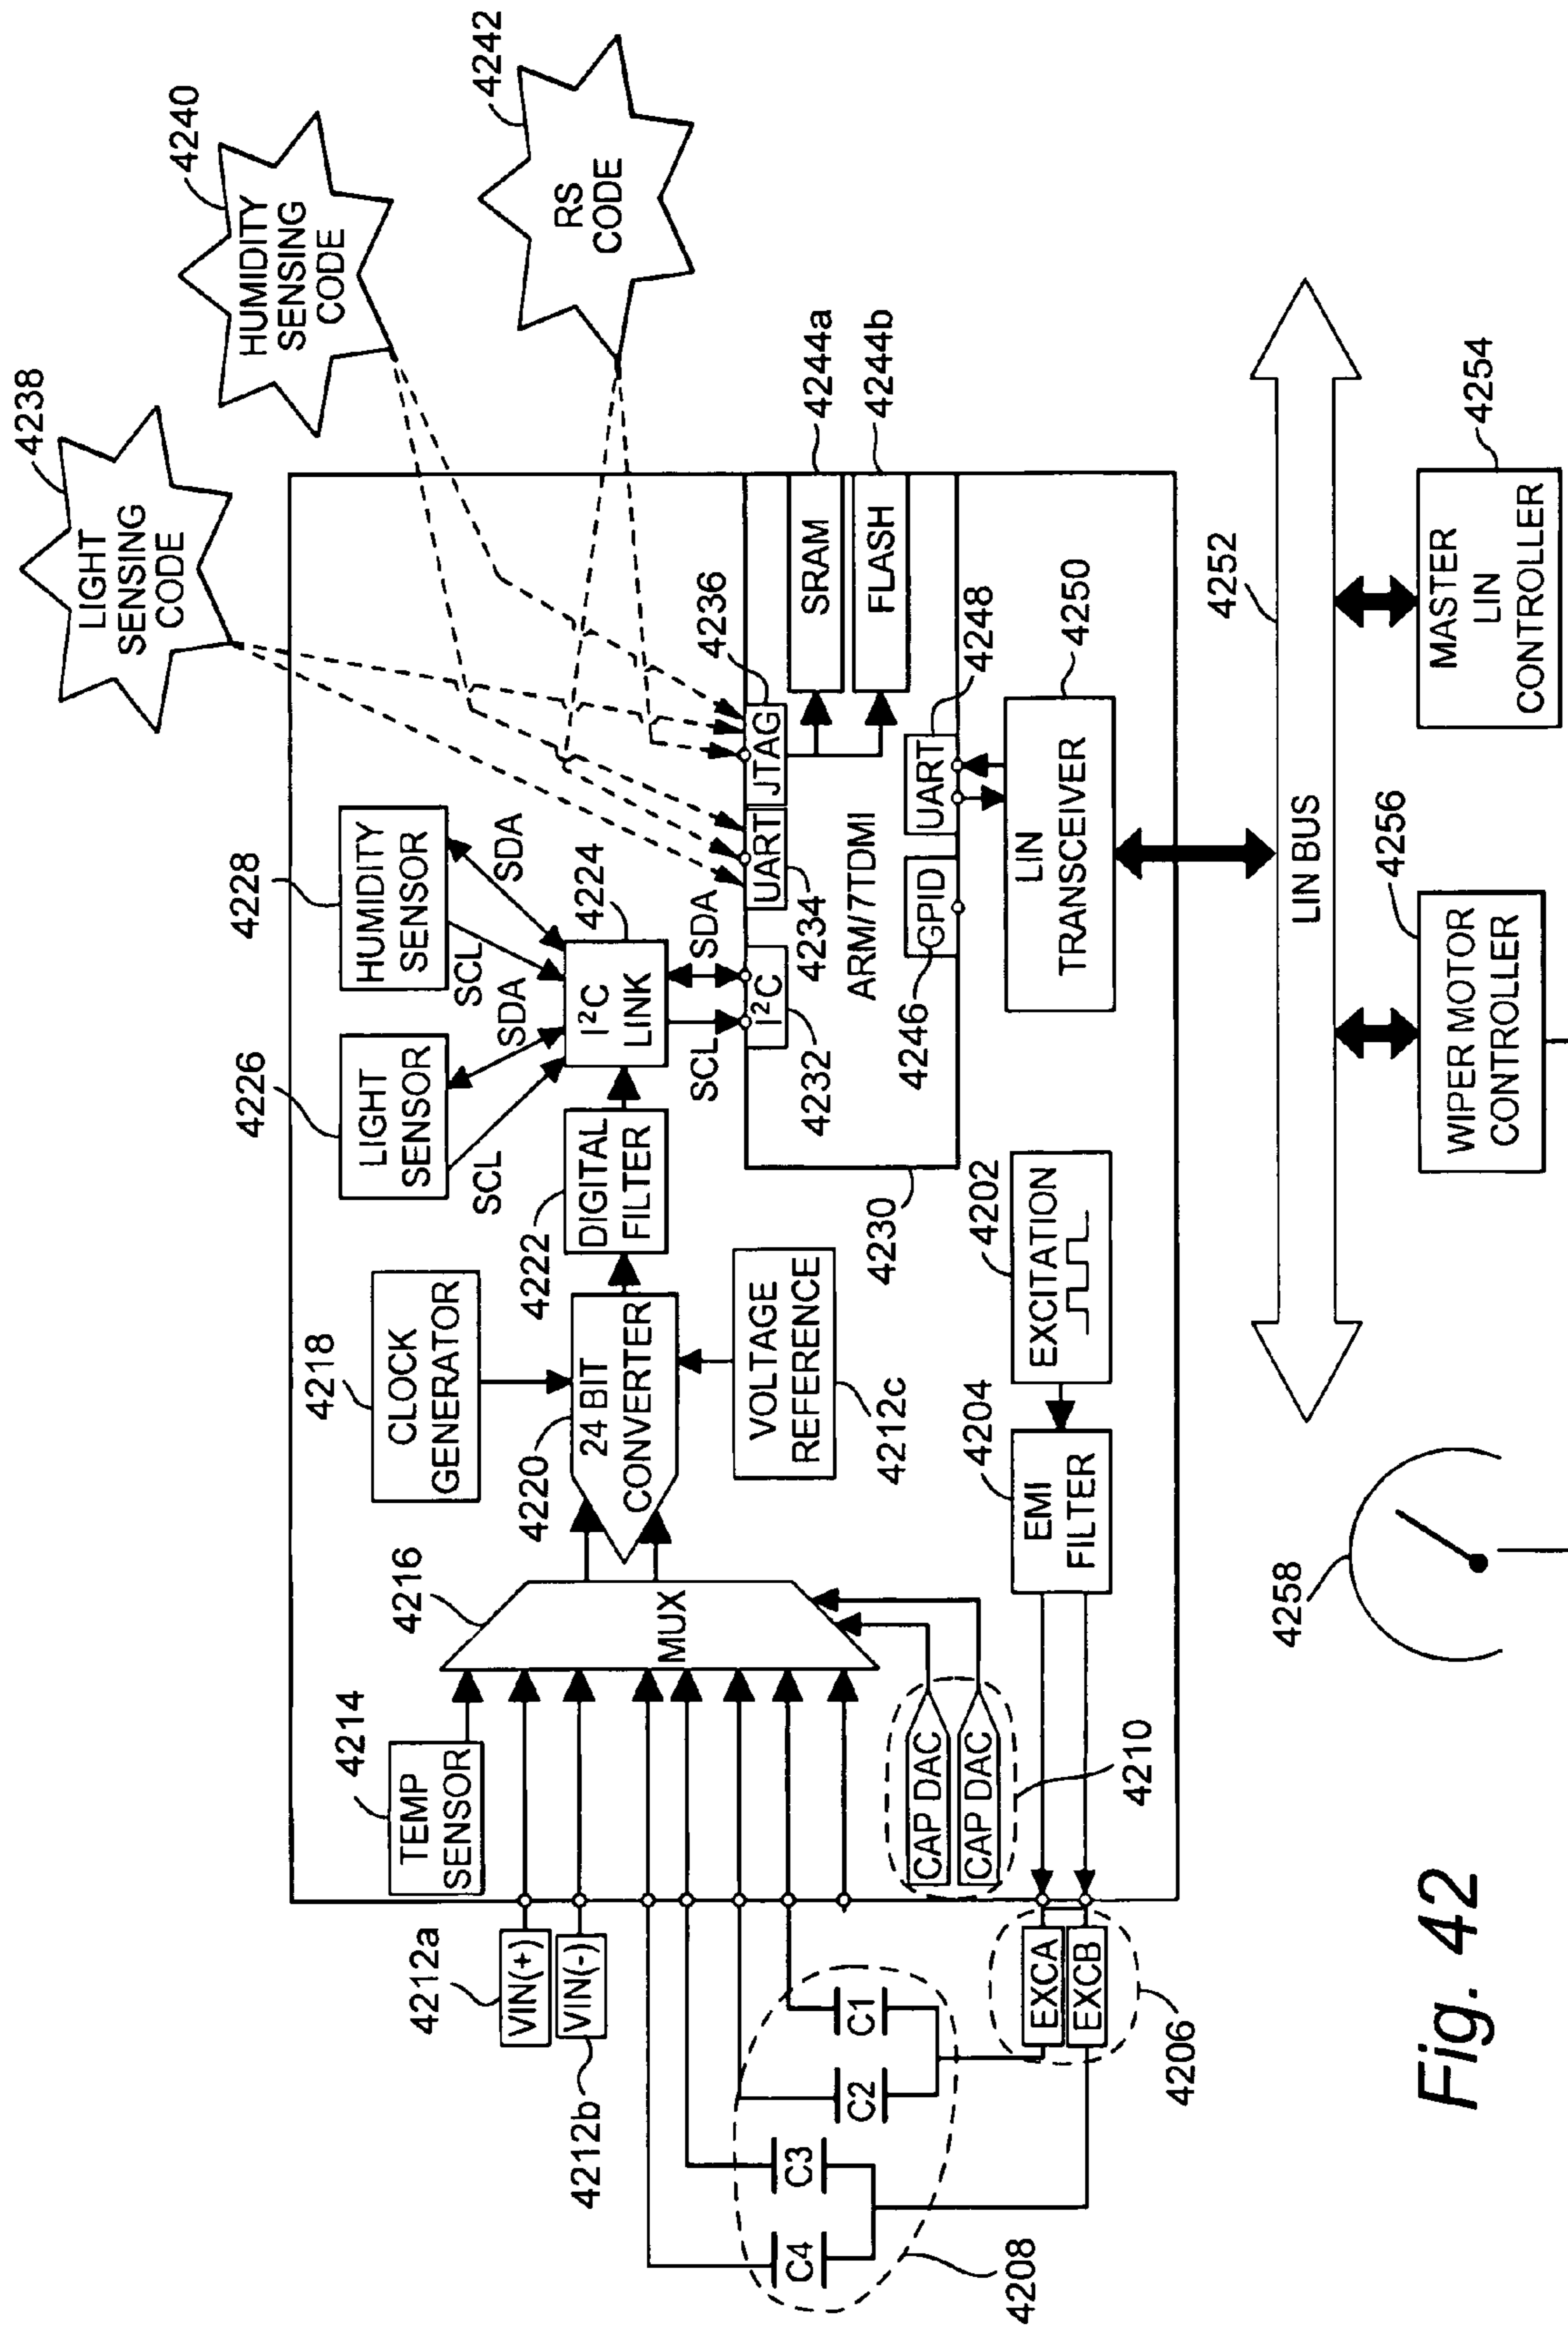 4238
LIGHT
SENSING
CODE
4240
HUMIDITY
SENSING
CODE
4242
RS
CODE
4214
TEMP
SENSOR
4216
MUX
4218
CLOCK
GENERATOR
4220
24 BIT
CONVERTER
4222
DIGITAL
FILTER
4226
LIGHT
SENSOR
4228
HUMIDITY
SENSOR
SCL
SDA
SCL
SDA
4224
I²C
LINK
SCL
SDA
4212a
VIN(+)
VIN(-)
4212b
VOLTAGE
REFERENCE
4212c
4232
I²C
4234
UART
4236
JTAG
ARM/7TDMI
4230
SRAM
4244a
FLASH
4244b
4246
GPID
UART
4248
C4
C3
C2
C1
4208
CAP DAC
CAP DAC
4210
EXCA
EXCB
4206
4204
EMI
FILTER
4202
EXCITATION
LIN
TRANSCEIVER
4250
4252
LIN BUS
4258
4256
WIPER MOTOR
CONTROLLER
4254
MASTER
LIN
CONTROLLER
Fig. 42